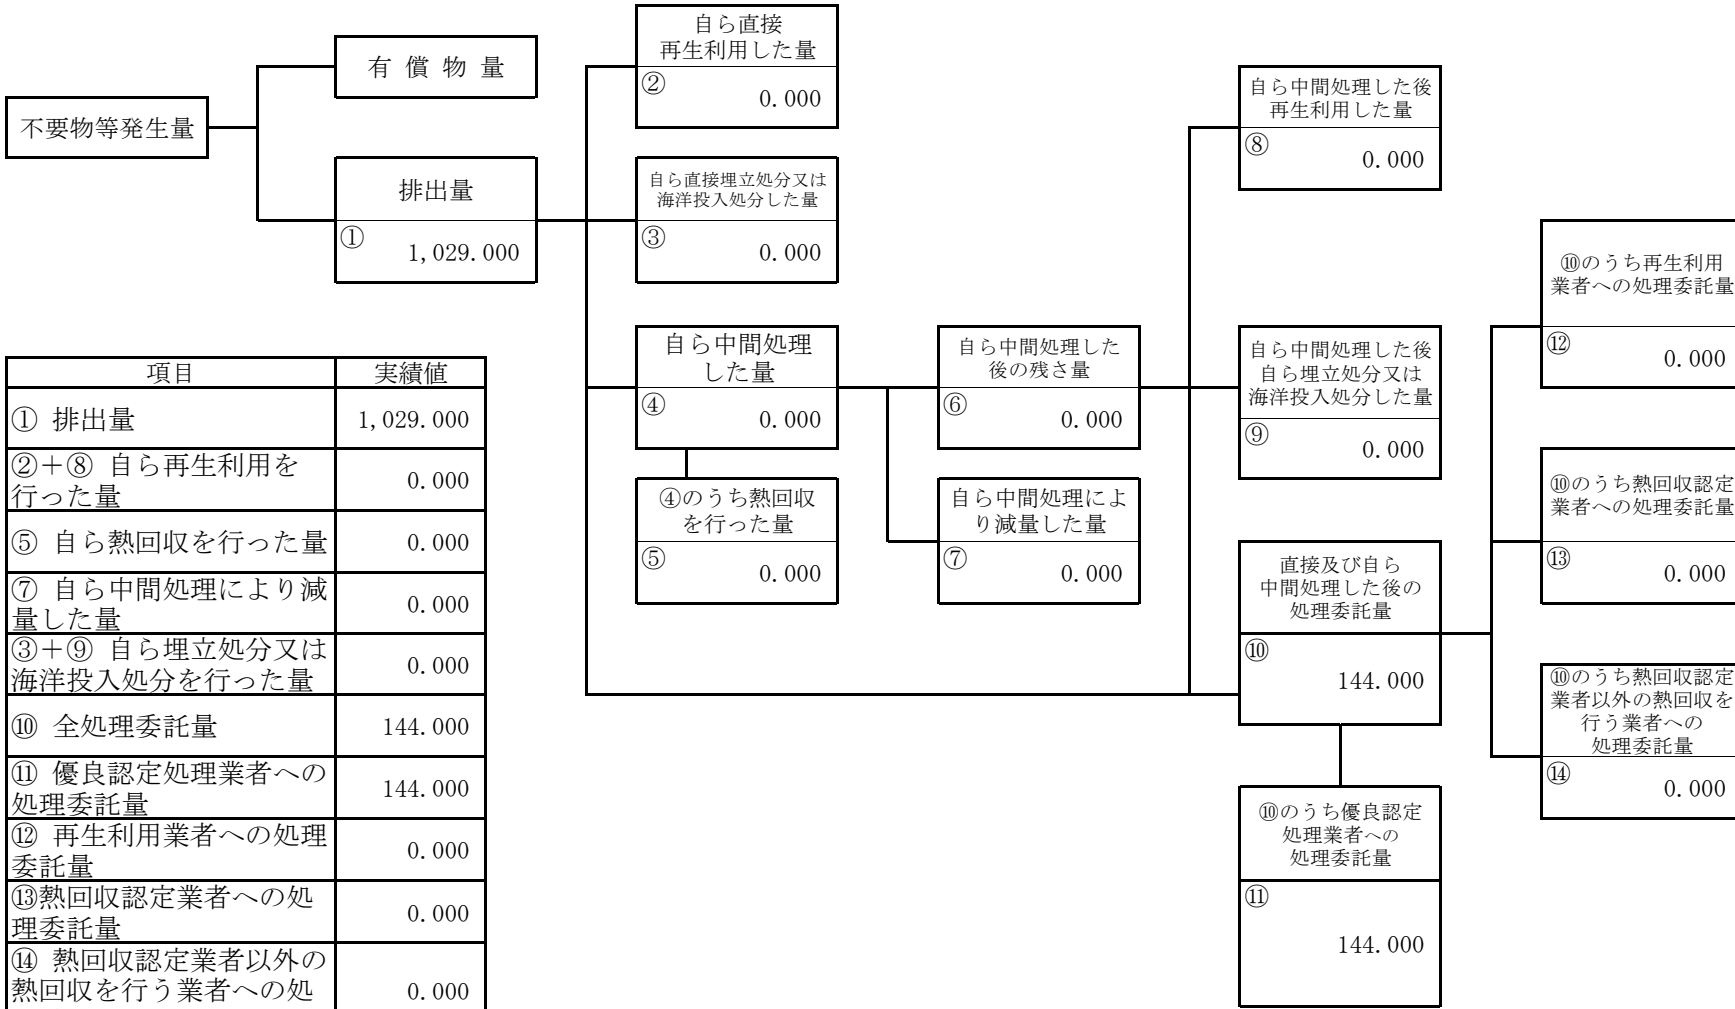 不要物等発生量
有 償 物 量
排出量
①
1,029.000
自ら直接
再生利用した量
②
0.000
自ら直接埋立処分又は
海洋投入処分した量
③
0.000
自ら中間処理
した量
④
0.000
④のうち熱回収
を行った量
⑤
0.000
自ら中間処理した
後の残さ量
⑥
0.000
自ら中間処理によ
り減量した量
⑦
0.000
自ら中間処理した後
再生利用した量
⑧
0.000
自ら中間処理した後
自ら埋立処分又は
海洋投入処分した量
⑨
0.000
直接及び自ら
中間処理した後の
処理委託量
⑩
144.000
⑩のうち優良認定
処理業者への
処理委託量
⑪
144.000
⑩のうち再生利用
業者への処理委託量
⑫
0.000
⑩のうち熱回収認定
業者への処理委託量
⑬
0.000
⑩のうち熱回収認定
業者以外の熱回収を
行う業者への
処理委託量
⑭
0.000
項目 実績値
① 排出量 1,029.000
②＋⑧ 自ら再生利用を
行った量 0.000
⑤ 自ら熱回収を行った量 0.000
⑦ 自ら中間処理により減
量した量 0.000
③＋⑨ 自ら埋立処分又は
海洋投入処分を行った量 0.000
⑩ 全処理委託量 144.000
⑪ 優良認定処理業者への
処理委託量 144.000
⑫ 再生利用業者への処理
委託量 0.000
⑬熱回収認定業者への処
理委託量 0.000
⑭ 熱回収認定業者以外の
熱回収を行う業者への処 0.000